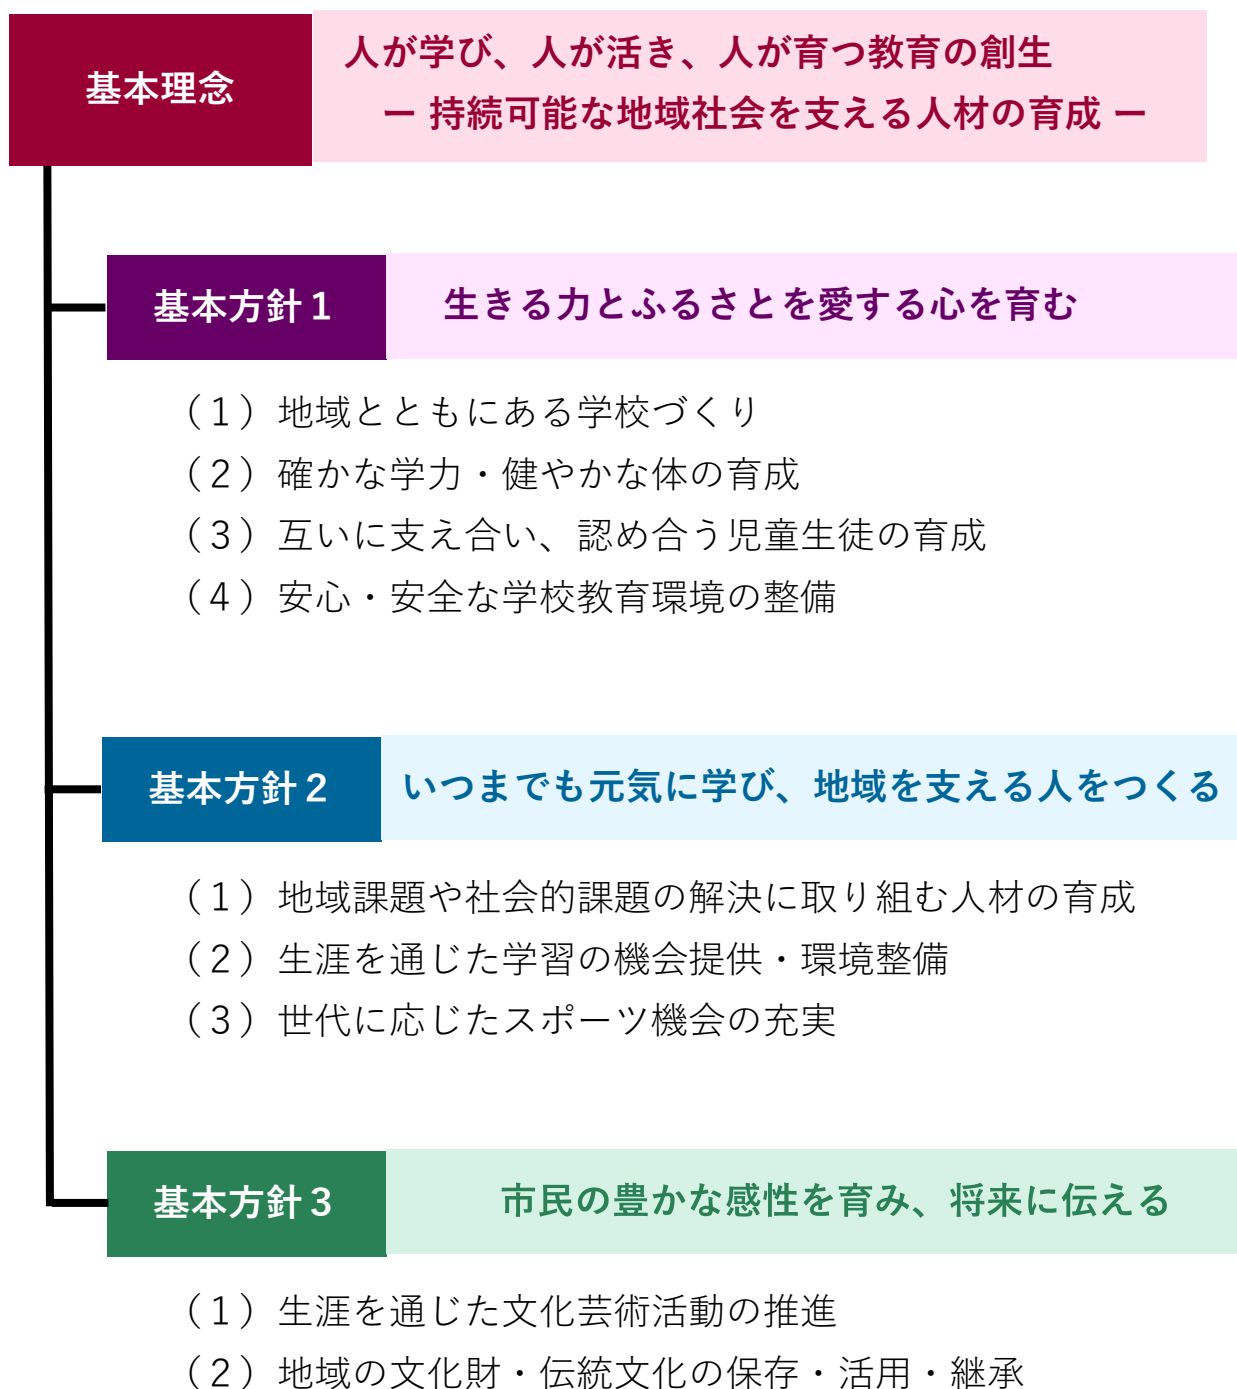 基本理念
人が学び、人が活き、人が育つ教育の創生
ー 持続可能な地域社会を支える人材の育成 ー
基本方針１ 生きる力とふるさとを愛する心を育む
（１）地域とともにある学校づくり
（２）確かな学力・健やかな体の育成
（３）互いに支え合い、認め合う児童生徒の育成
（４）安心・安全な学校教育環境の整備
基本方針２ いつまでも元気に学び、地域を支える人をつくる
（１）地域課題や社会的課題の解決に取り組む人材の育成
（２）生涯を通じた学習の機会提供・環境整備
（３）世代に応じたスポーツ機会の充実
基本方針３ 市民の豊かな感性を育み、将来に伝える
（１）生涯を通じた文化芸術活動の推進
（２）地域の文化財・伝統文化の保存・活用・継承